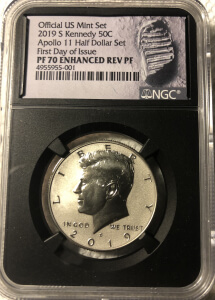 Official US Mint Set
2019 S Kennedy 50C
Apollo 11 Half Dollar Set
First Day of Issue
PF 70 ENHANCED REV PF
4955955-001
NGC
IN GOD WE TRUST
2019